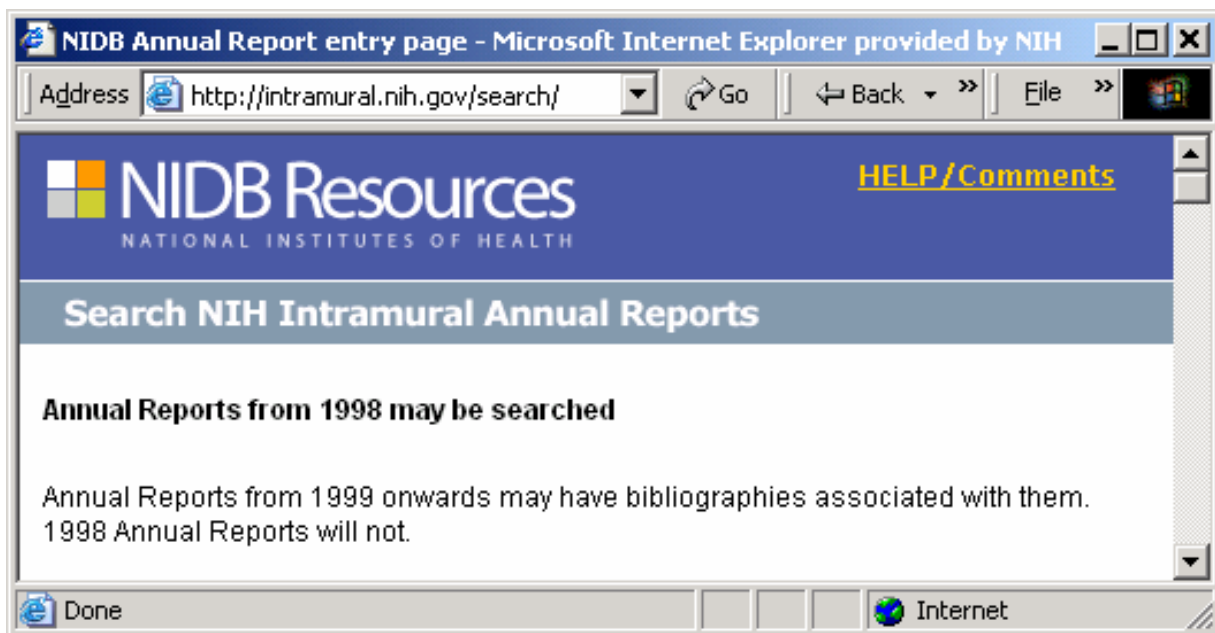 NIDB Annual Report entry page - Microsoft Internet Explorer provided by NIH
Address http://intramural.nih.gov/search/ Go Back » File »
NIDB Resources HELP/Comments
NATIONAL INSTITUTES OF HEALTH
Search NIH Intramural Annual Reports
Annual Reports from 1998 may be searched
Annual Reports from 1999 onwards may have bibliographies associated with them.
1998 Annual Reports will not.
Done Internet